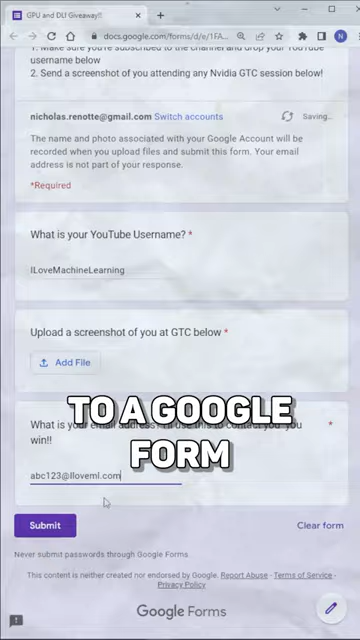 GPU and DLI Giveaway!!
docs.google.com/forms/d/e/1FA...
N
1. Make sure you're subscribed to the channel and drop your YouTube
username below
2. Send a screenshot of you attending any Nvidia GTC session below!
nicholas.renotte@gmail.com Switch accounts
Saving...
The name and photo associated with your Google Account will be
recorded when you upload files and submit this form. Your email
address is not part of your response.
*Required
What is your YouTube Username? *
ILoveMachineLearning
Upload a screenshot of you at GTC below *
Add File
What is your email address? I'll use this to contact you you *
win!!
TO A GOOGLE
FORM
abc123@Iloveml.com
Submit
Clear form
Never submit passwords through Google Forms.
This content is neither created nor endorsed by Google. Report Abuse - Terms of Service -
Privacy Policy
Google Forms